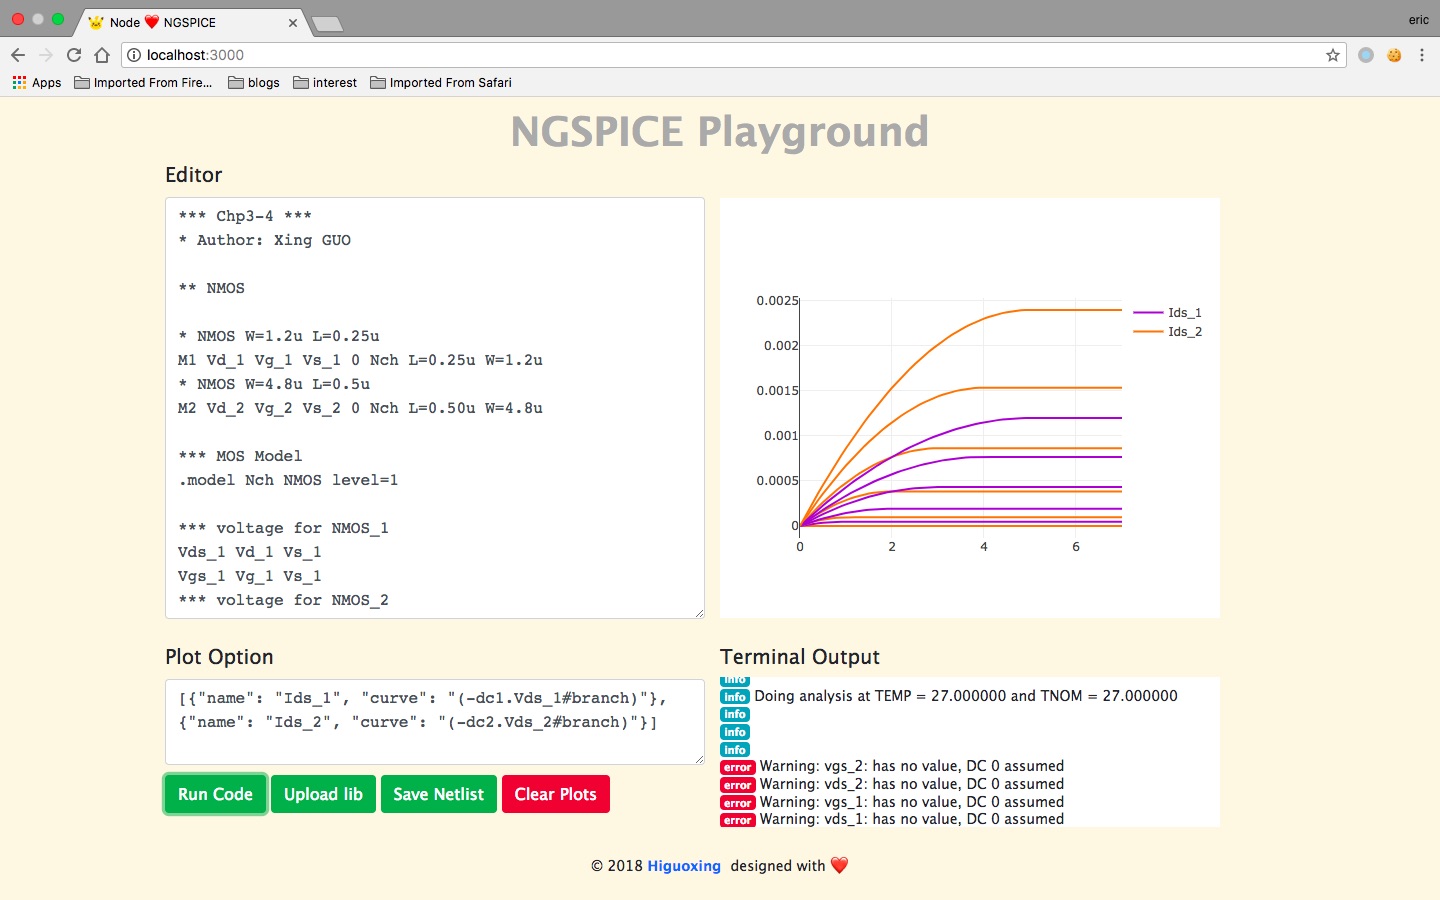 Node ❤️ NGSPICE
eric
localhost:3000
Apps
Imported From Fire...
blogs
interest
Imported From Safari
NGSPICE Playground
Editor
*** Chp3-4 ***
* Author: Xing GUO
** NMOS
* NMOS W=1.2u L=0.25u
M1 Vd_1 Vg_1 Vs_1 0 Nch L=0.25u W=1.2u
* NMOS W=4.8u L=0.5u
M2 Vd_2 Vg_2 Vs_2 0 Nch L=0.50u W=4.8u
*** MOS Model
.model Nch NMOS level=1
*** voltage for NMOS_1
Vds_1 Vd_1 Vs_1
Vgs_1 Vg_1 Vs_1
*** voltage for NMOS_2
0.0025
0.002
0.0015
0.001
0.0005
0
0 2 4 6
Ids_1
Ids_2
Plot Option
[{"name": "Ids_1", "curve": "(-dc1.Vds_1#branch)"},
{"name": "Ids_2", "curve": "(-dc2.Vds_2#branch)"}]
Run Code
Upload lib
Save Netlist
Clear Plots
Terminal Output
info
info Doing analysis at TEMP = 27.000000 and TNOM = 27.000000
info
info
info
error Warning: vgs_2: has no value, DC 0 assumed
error Warning: vds_2: has no value, DC 0 assumed
error Warning: vgs_1: has no value, DC 0 assumed
error Warning: vds_1: has no value, DC 0 assumed
© 2018 Higuoxing designed with ❤️